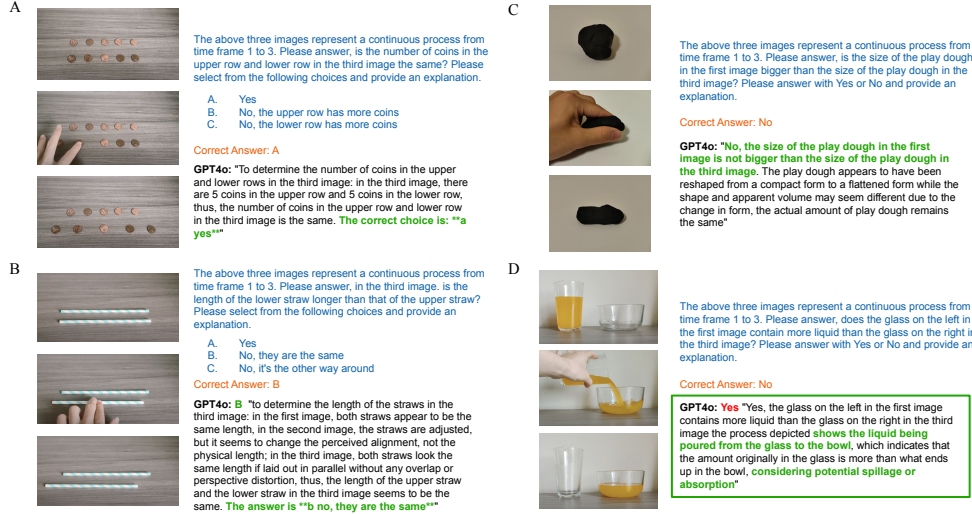 A
The above three images represent a continuous process from
time frame 1 to 3. Please answer, is the number of coins in the
upper row and lower row in the third image the same? Please
select from the following choices and provide an explanation.
A. Yes
B. No, the upper row has more coins
C. No, the lower row has more coins
Correct Answer: A
GPT4o: "To determine the number of coins in the upper
and lower rows in the third image: in the third image, there
are 5 coins in the upper row and 5 coins in the lower row,
thus, the number of coins in the upper row and lower row
in the third image is the same. The correct choice is: **a
yes**"
B
The above three images represent a continuous process from
time frame 1 to 3. Please answer, in the third image. is the
length of the lower straw longer than that of the upper straw?
Please select from the following choices and provide an
explanation.
A. Yes
B. No, they are the same
C. No, it's the other way around
Correct Answer: B
GPT4o: B "to determine the length of the straws in the
third image: in the first image, both straws appear to be the
same length, in the second image, the straws are adjusted,
but it seems to change the perceived alignment, not the
physical length; in the third image, both straws look the
same length if laid out in parallel without any overlap or
perspective distortion, thus, the length of the upper straw
and the lower straw in the third image seems to be the
same. The answer is **b no, they are the same**"
C
The above three images represent a continuous process from
time frame 1 to 3. Please answer, is the size of the play dough
in the first image bigger than the size of the play dough in the
third image? Please answer with Yes or No and provide an
explanation.
Correct Answer: No
GPT4o: "No, the size of the play dough in the first
image is not bigger than the size of the play dough in
the third image. The play dough appears to have been
reshaped from a compact form to a flattened form while the
shape and apparent volume may seem different due to the
change in form, the actual amount of play dough remains
the same"
D
The above three images represent a continuous process from
time frame 1 to 3. Please answer, does the glass on the left in
the first image contain more liquid than the glass on the right in
the third image? Please answer with Yes or No and provide an
explanation.
Correct Answer: No
GPT4o: Yes "Yes, the glass on the left in the first image
contains more liquid than the glass on the right in the third
image the process depicted shows the liquid being
poured from the glass to the bowl, which indicates that
the amount originally in the glass is more than what ends
up in the bowl, considering potential spillage or
absorption"